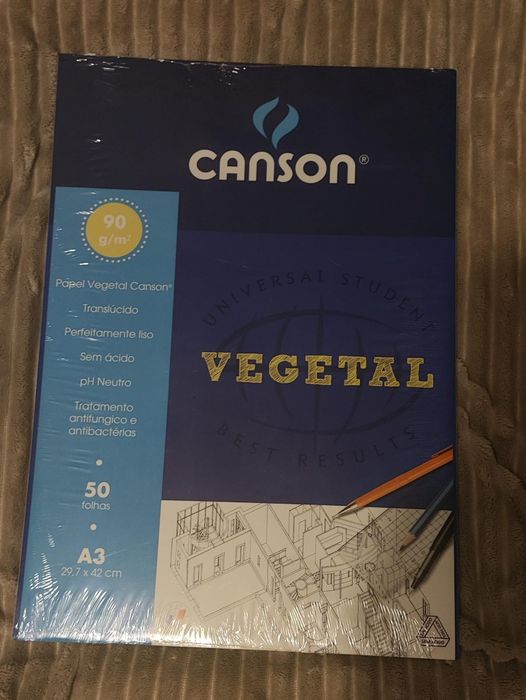 CANSON®
90
g/m²
Papel Vegetal Canson®
Translúcido
Perfeitamente liso
Sem ácido
pH Neutro
Tratamento
antifungico e
antibactérias
50
folhas
A3
29,7 x 42 cm
UNIVERSAL STUDENT
VEGETAL
BEST RESULTS